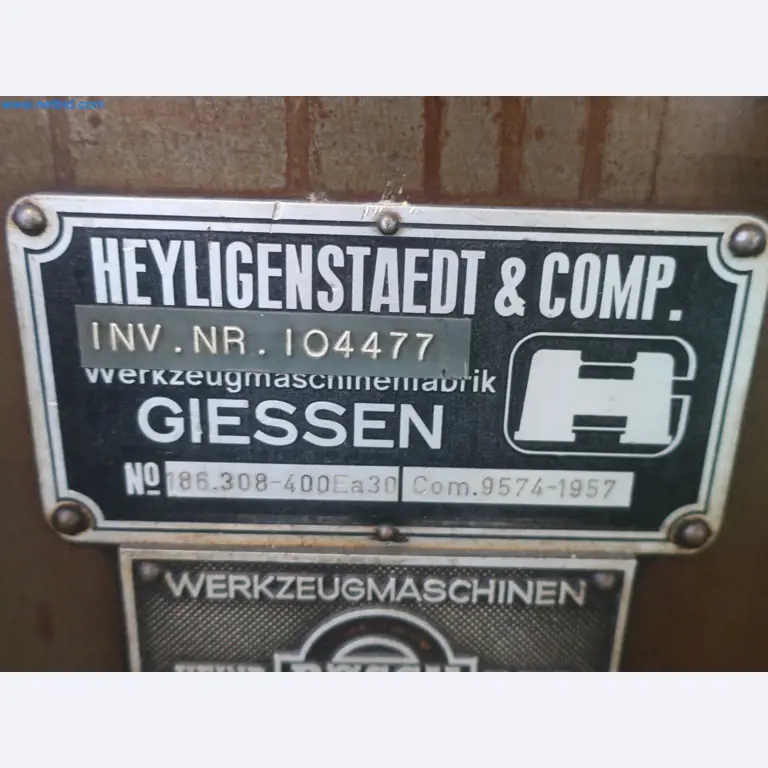 HEYLIGENSTAEDT & COMP.
INV.NR. 104477
Werkzeugmaschinenfabrik
GIESSEN
H
No 186.308-400Ea30 Com.9574-1957
WERKZEUGMASCHINEN